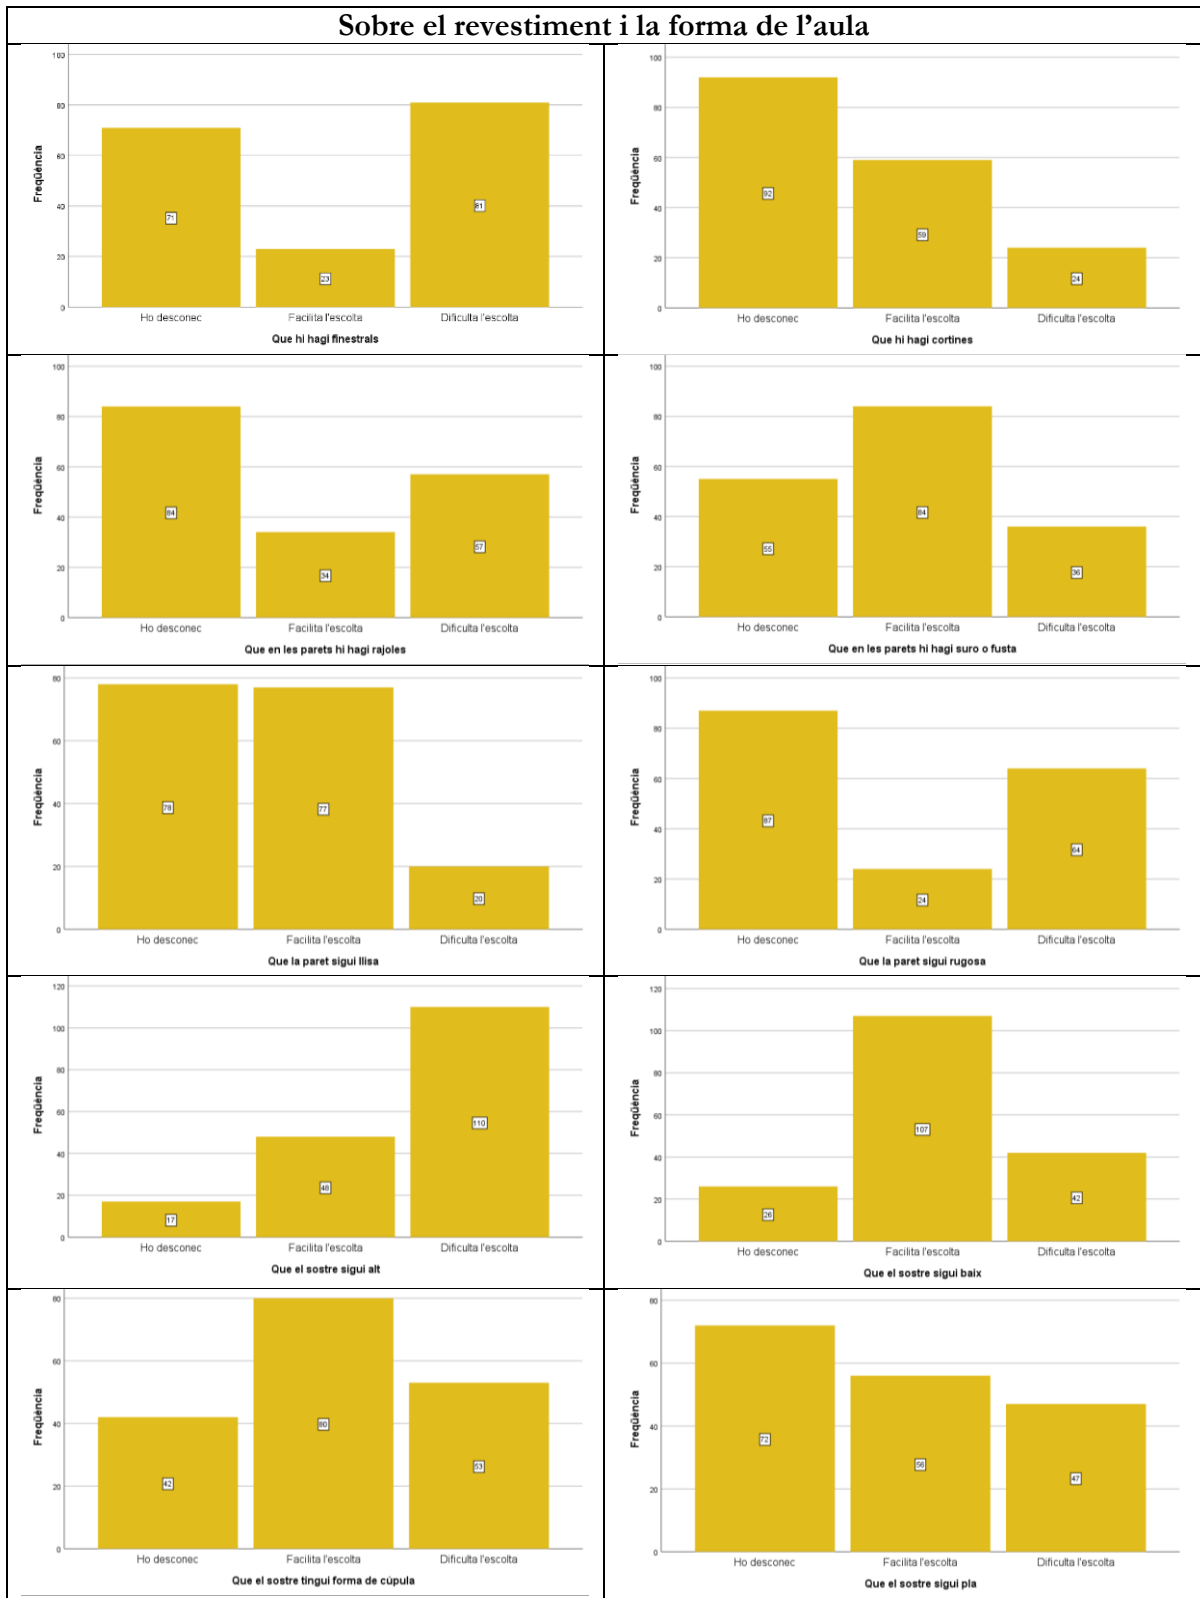 Sobre el revestiment i la forma de l’aula
100
80
60
40
20
0
Freqüència
71
23
81
Ho desconec
Facilita l'escolta
Dificulta l'escolta
Que hi hagi finestrals
100
80
60
40
20
0
Freqüència
92
59
24
Ho desconec
Facilita l'escolta
Dificulta l'escolta
Que hi hagi cortines
100
80
60
40
20
0
Freqüència
84
34
57
Ho desconec
Facilita l'escolta
Dificulta l'escolta
Que en les parets hi hagi rajoles
100
80
60
40
20
0
Freqüència
55
84
36
Ho desconec
Facilita l'escolta
Dificulta l'escolta
Que en les parets hi hagi suro o fusta
80
60
40
20
0
Freqüència
78
77
20
Ho desconec
Facilita l'escolta
Dificulta l'escolta
Que la paret sigui llisa
100
80
60
40
20
0
Freqüència
87
24
64
Ho desconec
Facilita l'escolta
Dificulta l'escolta
Que la paret sigui rugosa
120
100
80
60
40
20
0
Freqüència
17
48
110
Ho desconec
Facilita l'escolta
Dificulta l'escolta
Que el sostre sigui alt
120
100
80
60
40
20
0
Freqüència
26
107
42
Ho desconec
Facilita l'escolta
Dificulta l'escolta
Que el sostre sigui baix
80
60
40
20
0
Freqüència
42
80
53
Ho desconec
Facilita l'escolta
Dificulta l'escolta
Que el sostre tingui forma de cúpula
80
60
40
20
0
Freqüència
72
56
47
Ho desconec
Facilita l'escolta
Dificulta l'escolta
Que el sostre sigui pla